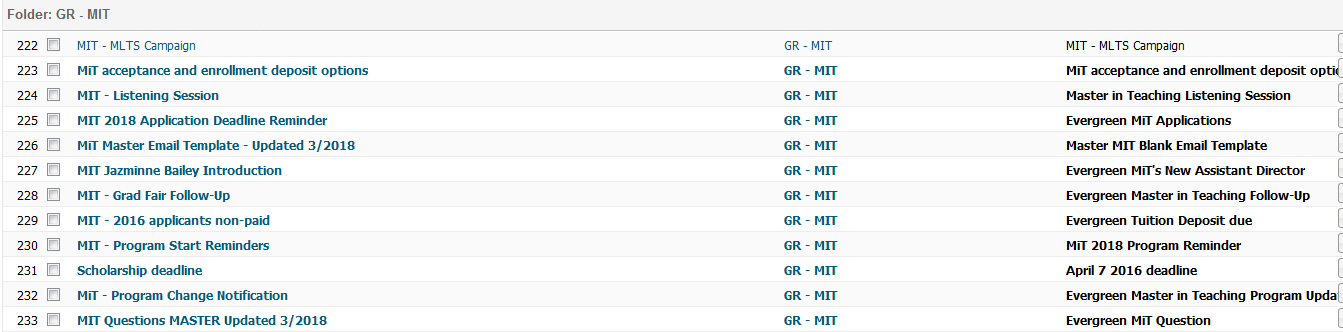 Folder: GR - MIT
222 MIT - MLTS Campaign GR - MIT MIT - MLTS Campaign
223 MiT acceptance and enrollment deposit options GR - MIT MiT acceptance and enrollment deposit optic
224 MIT - Listening Session GR - MIT Master in Teaching Listening Session
225 MIT 2018 Application Deadline Reminder GR - MIT Evergreen MiT Applications
226 MiT Master Email Template - Updated 3/2018 GR - MIT Master MIT Blank Email Template
227 MIT Jazminne Bailey Introduction GR - MIT Evergreen MiT's New Assistant Director
228 MIT - Grad Fair Follow-Up GR - MIT Evergreen Master in Teaching Follow-Up
229 MIT - 2016 applicants non-paid GR - MIT Evergreen Tuition Deposit due
230 MIT - Program Start Reminders GR - MIT MiT 2018 Program Reminder
231 Scholarship deadline GR - MIT April 7 2016 deadline
232 MiT - Program Change Notification GR - MIT Evergreen Master in Teaching Program Upda
233 MIT Questions MASTER Updated 3/2018 GR - MIT Evergreen MiT Question